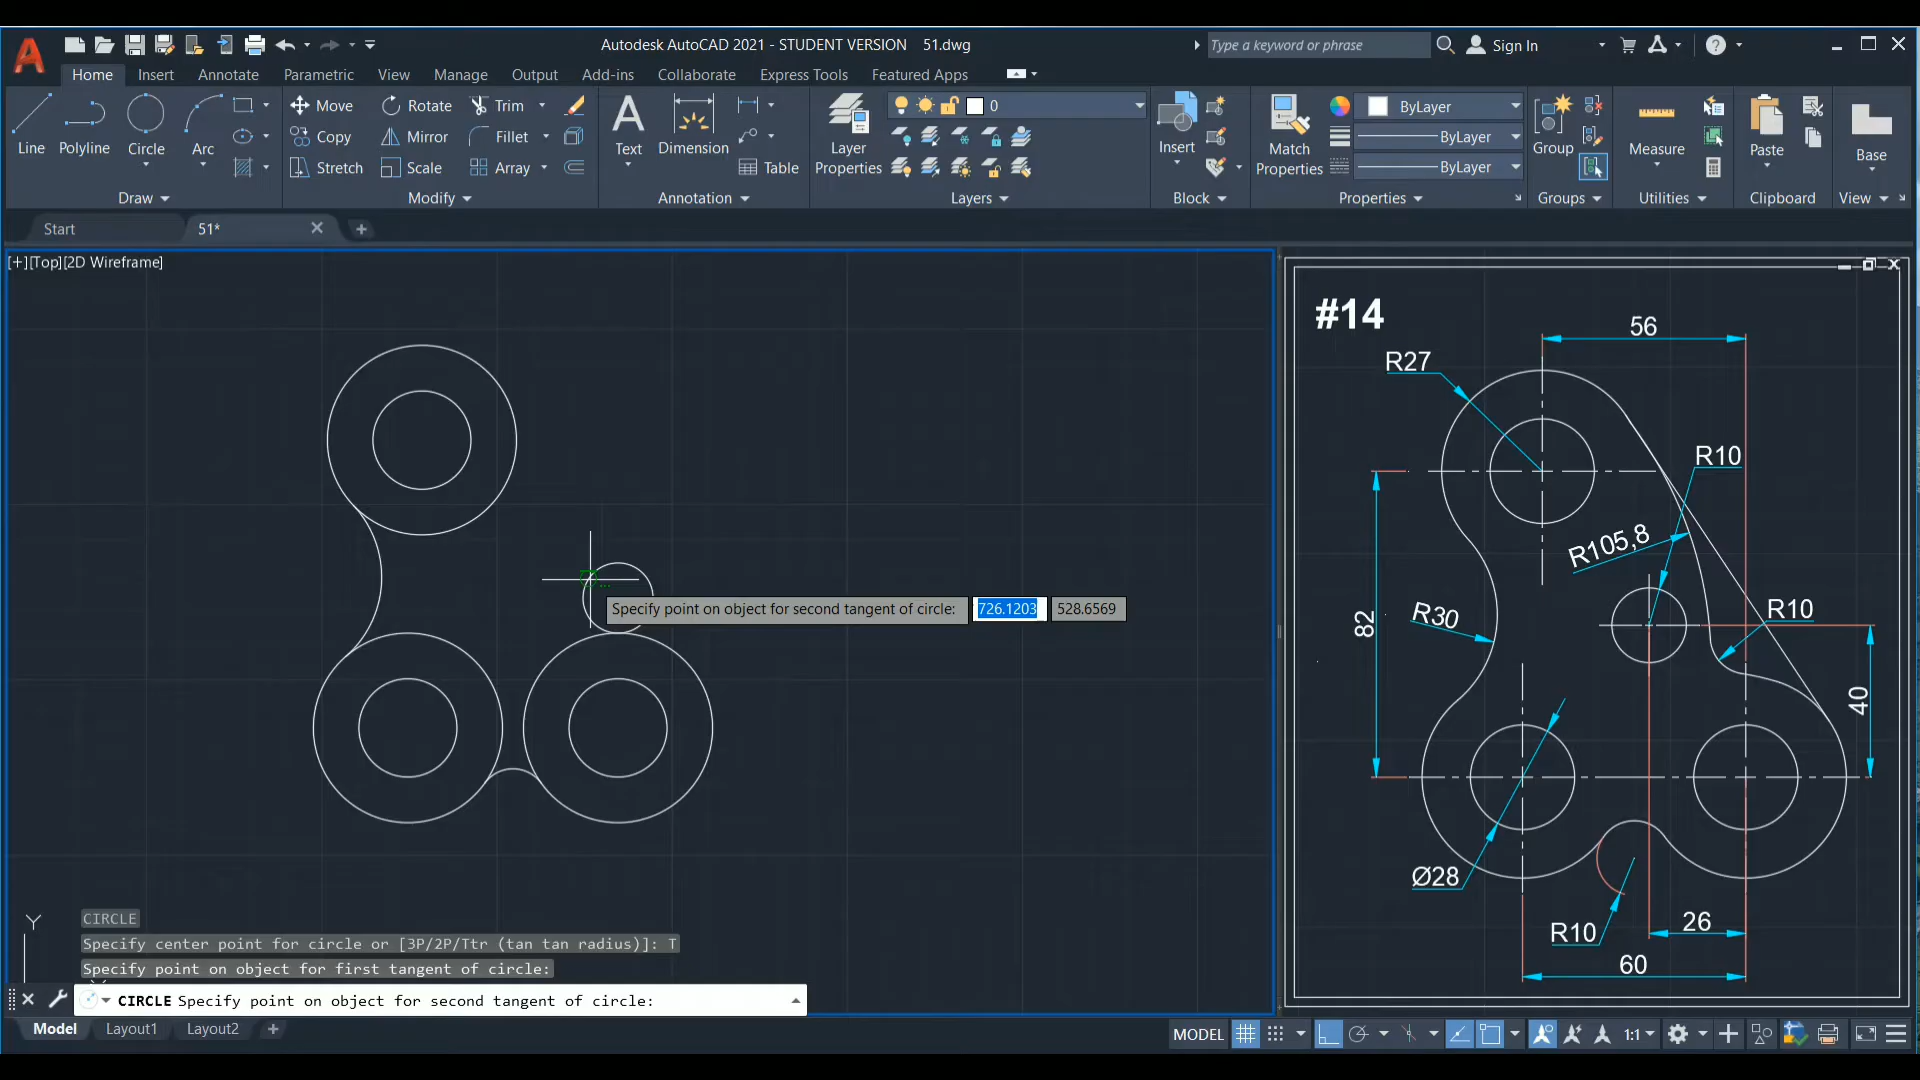 Autodesk AutoCAD 2021 - STUDENT VERSION 51.dwg
Type a keyword or phrase
Sign In
Home Insert Annotate Parametric View Manage Output Add-ins Collaborate Express Tools Featured Apps
Line Polyline Circle Arc
Move Rotate Trim
Copy Mirror Fillet
Stretch Scale Array
Text Dimension Table
Layer Properties
0
Insert
Match Properties
ByLayer
ByLayer
ByLayer
Group
Measure
Paste
Base
Draw Modify Annotation Layers Block Properties Groups Utilities Clipboard View
Start 51*
[+][Top][2D Wireframe]
#14
56
R27
R10
R105,8
R10
82
R30
40
Ø28
R10
26
60
Specify point on object for second tangent of circle: 726.1203 528.6569
Y
CIRCLE
Specify center point for circle or [3P/2P/Ttr (tan tan radius)]: T
Specify point on object for first tangent of circle:
CIRCLE Specify point on object for second tangent of circle:
Model Layout1 Layout2
MODEL 1:1